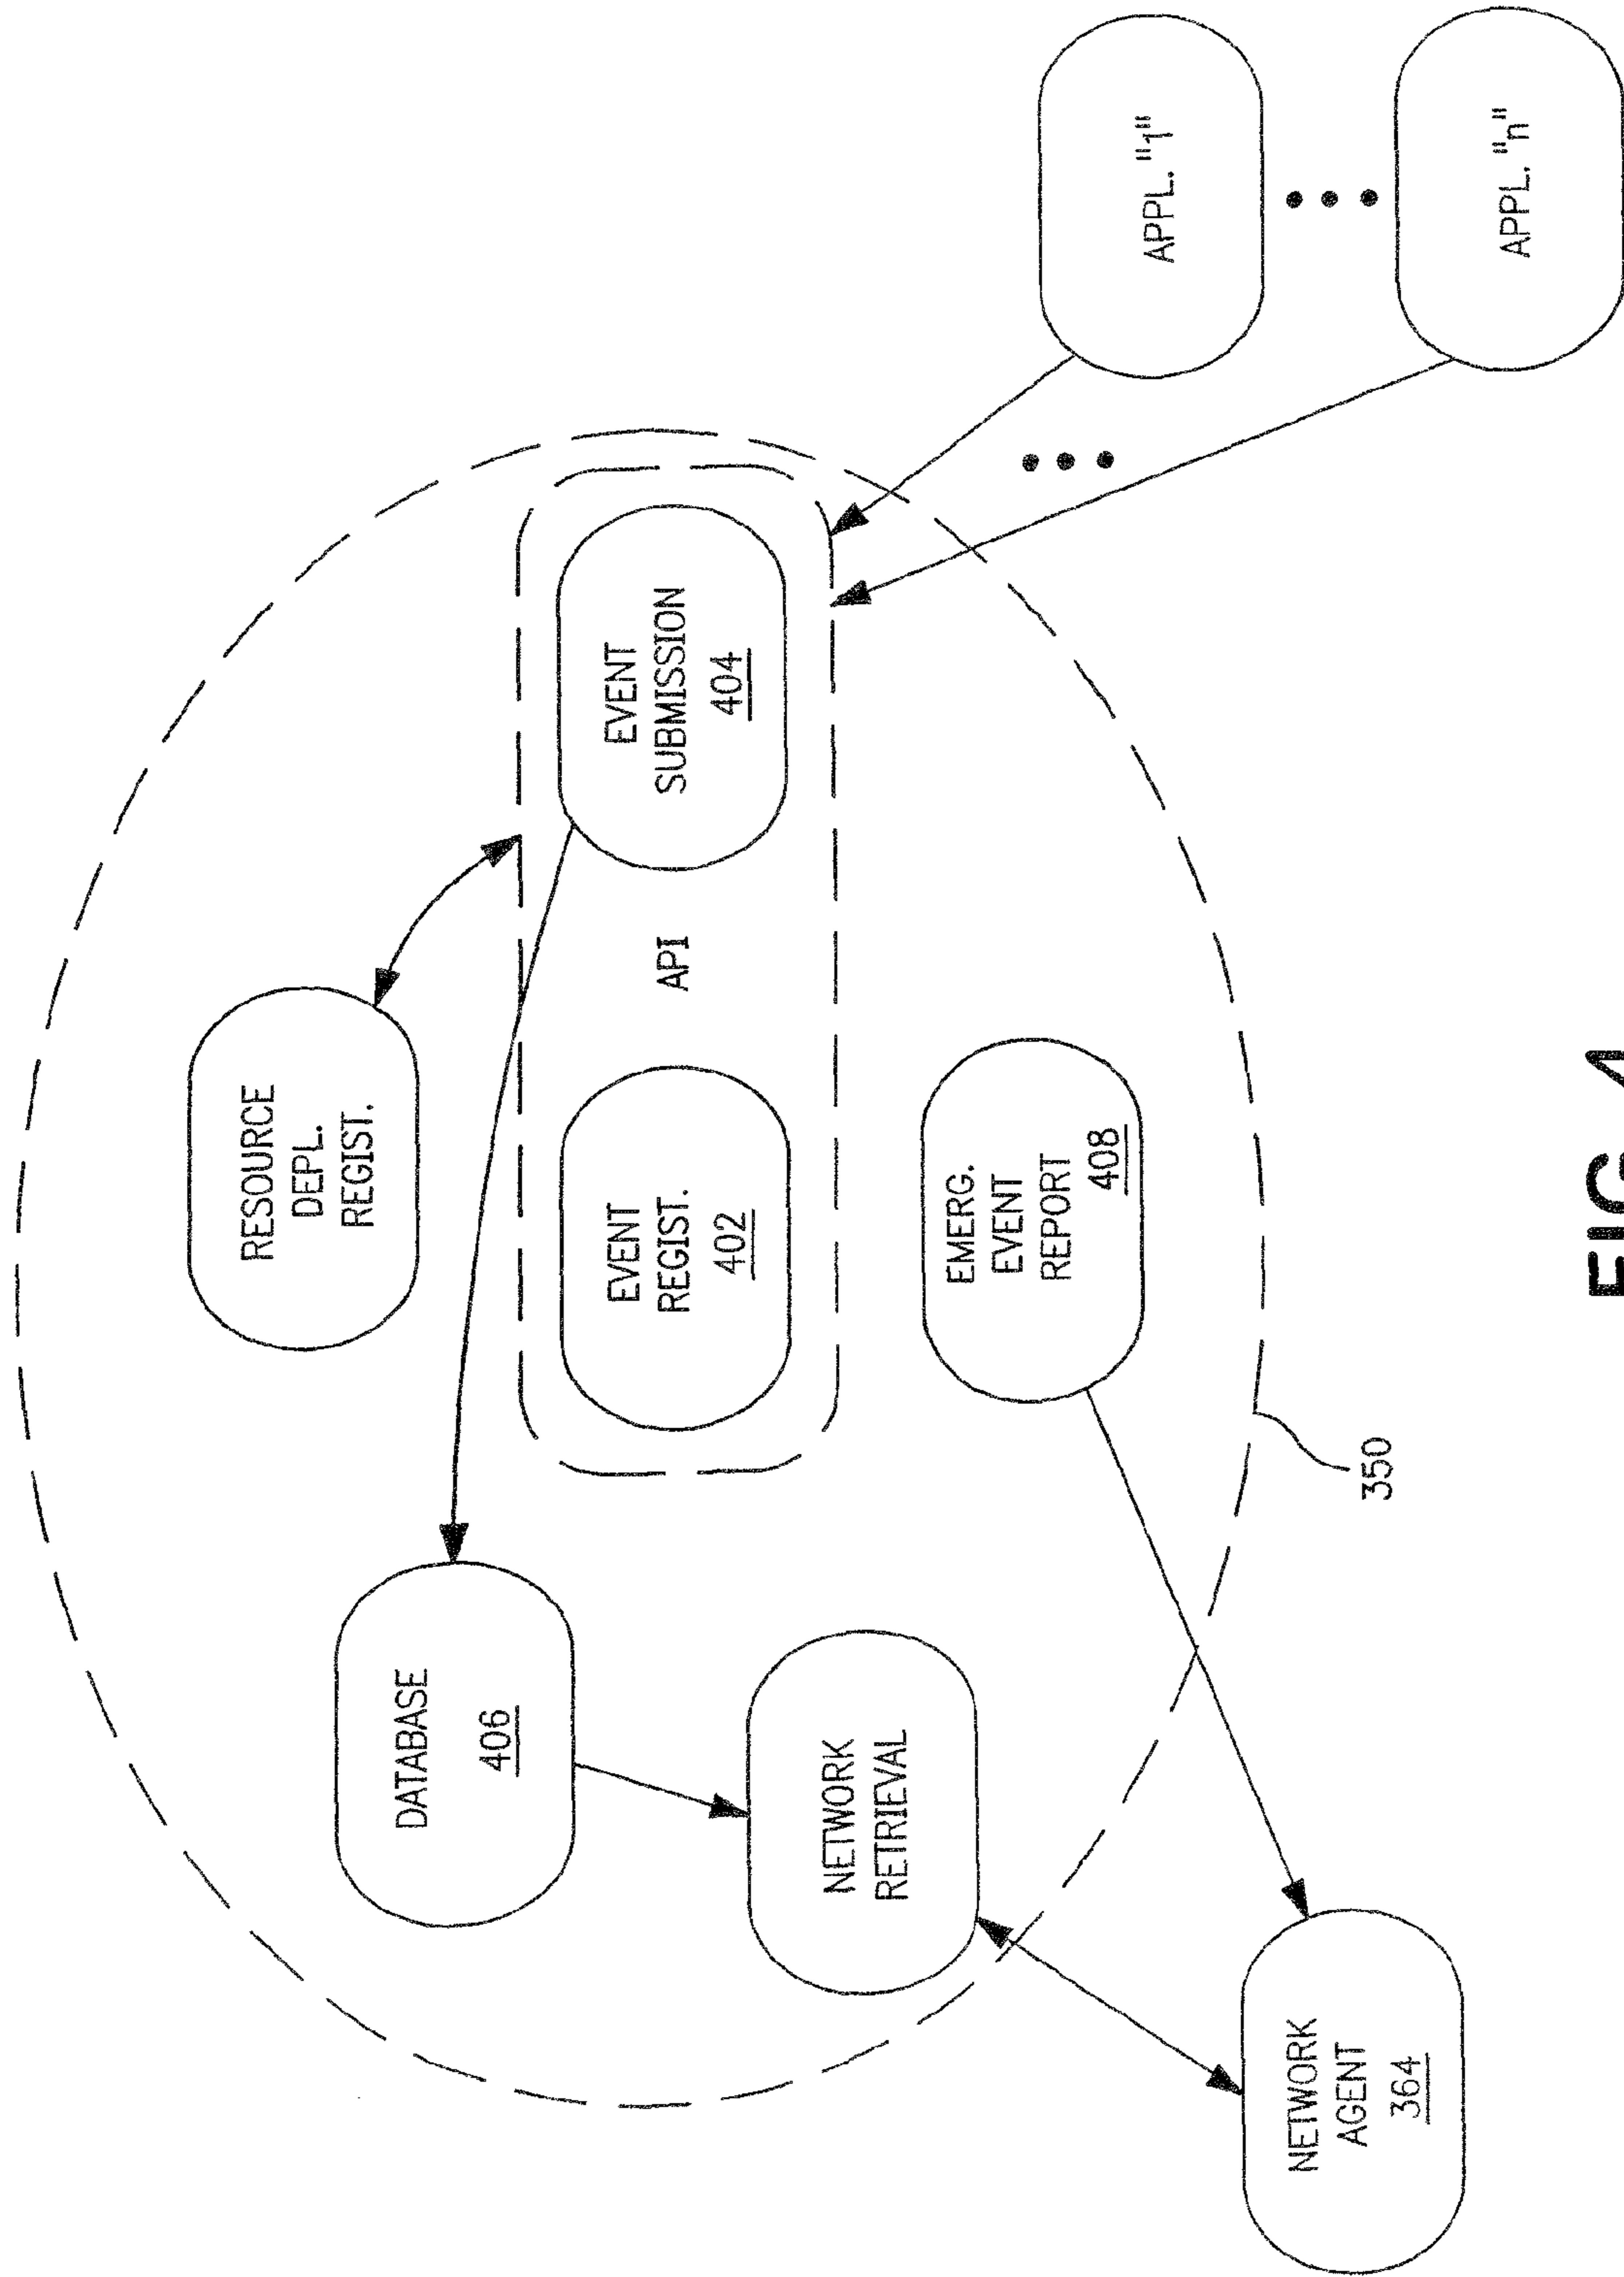 RESOURCE
DEPL.
REGIST.
DATABASE
406
EVENT
REGIST.
402
API
EVENT
SUBMISSION
404
NETWORK
RETRIEVAL
EMERG.
EVENT
REPORT
408
APPL. "1"
NETWORK
AGENT
364
350
APPL. "n"
FIG. 4